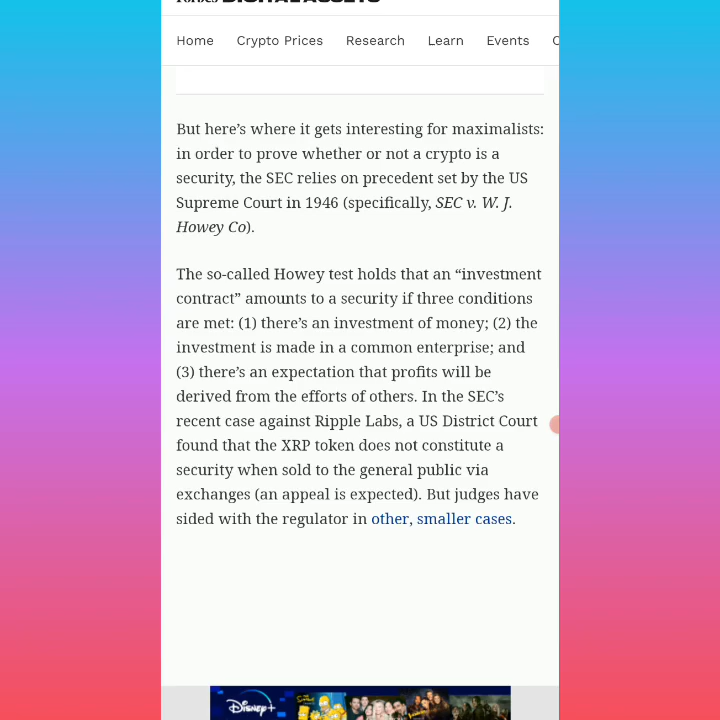 Forbes DIGITAL ASSETS
Home Crypto Prices Research Learn Events
But here’s where it gets interesting for maximalists:
in order to prove whether or not a crypto is a
security, the SEC relies on precedent set by the US
Supreme Court in 1946 (specifically, SEC v. W. J.
Howey Co).
The so-called Howey test holds that an “investment
contract” amounts to a security if three conditions
are met: (1) there’s an investment of money; (2) the
investment is made in a common enterprise; and
(3) there’s an expectation that profits will be
derived from the efforts of others. In the SEC’s
recent case against Ripple Labs, a US District Court
found that the XRP token does not constitute a
security when sold to the general public via
exchanges (an appeal is expected). But judges have
sided with the regulator in other, smaller cases.
Disney+